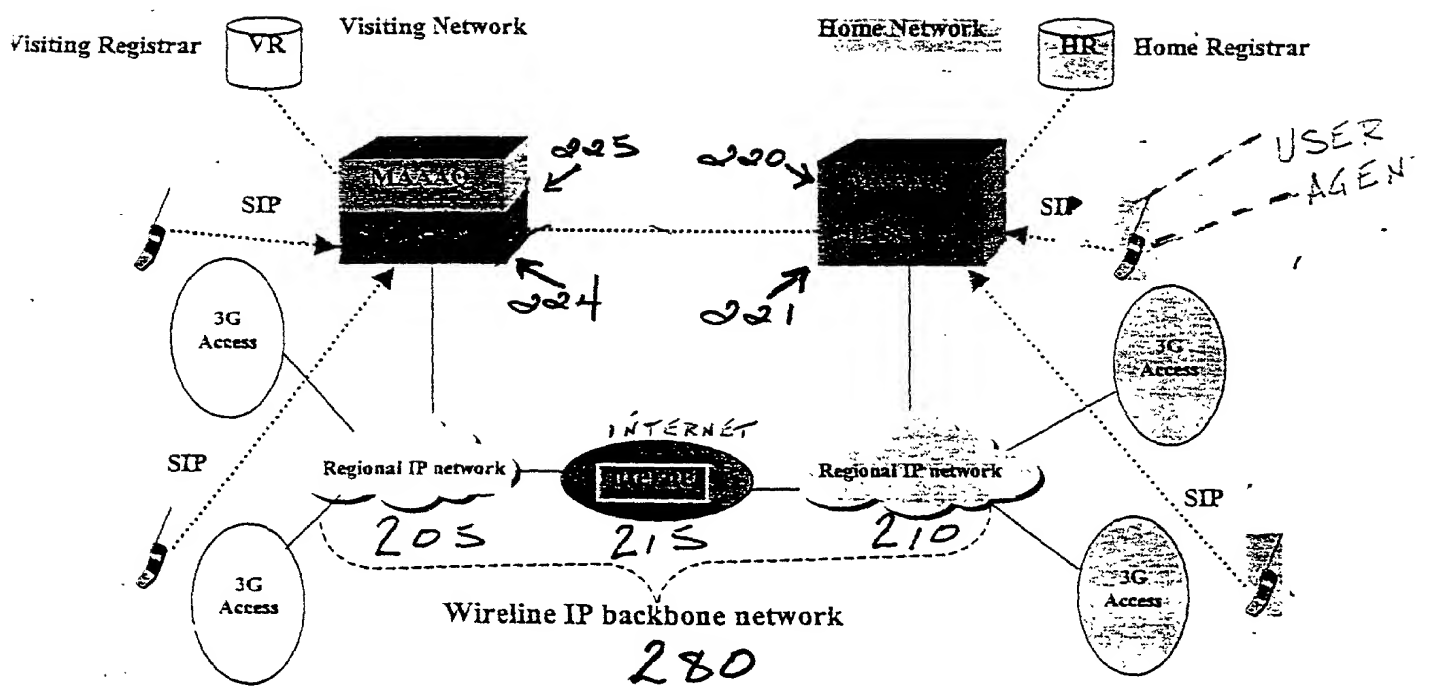 Visiting Registrar
VR
Visiting Network
Home Network
HR
Home Registrar
MAAAQ
225
220
USER
AGEN
SIP
SIP
224
221
3G
Access
3G
Access
INTERNET
SIP
Regional IP network
Regional IP network
SIP
205
215
210
3G
Access
3G
Access
Wireline IP backbone network
280